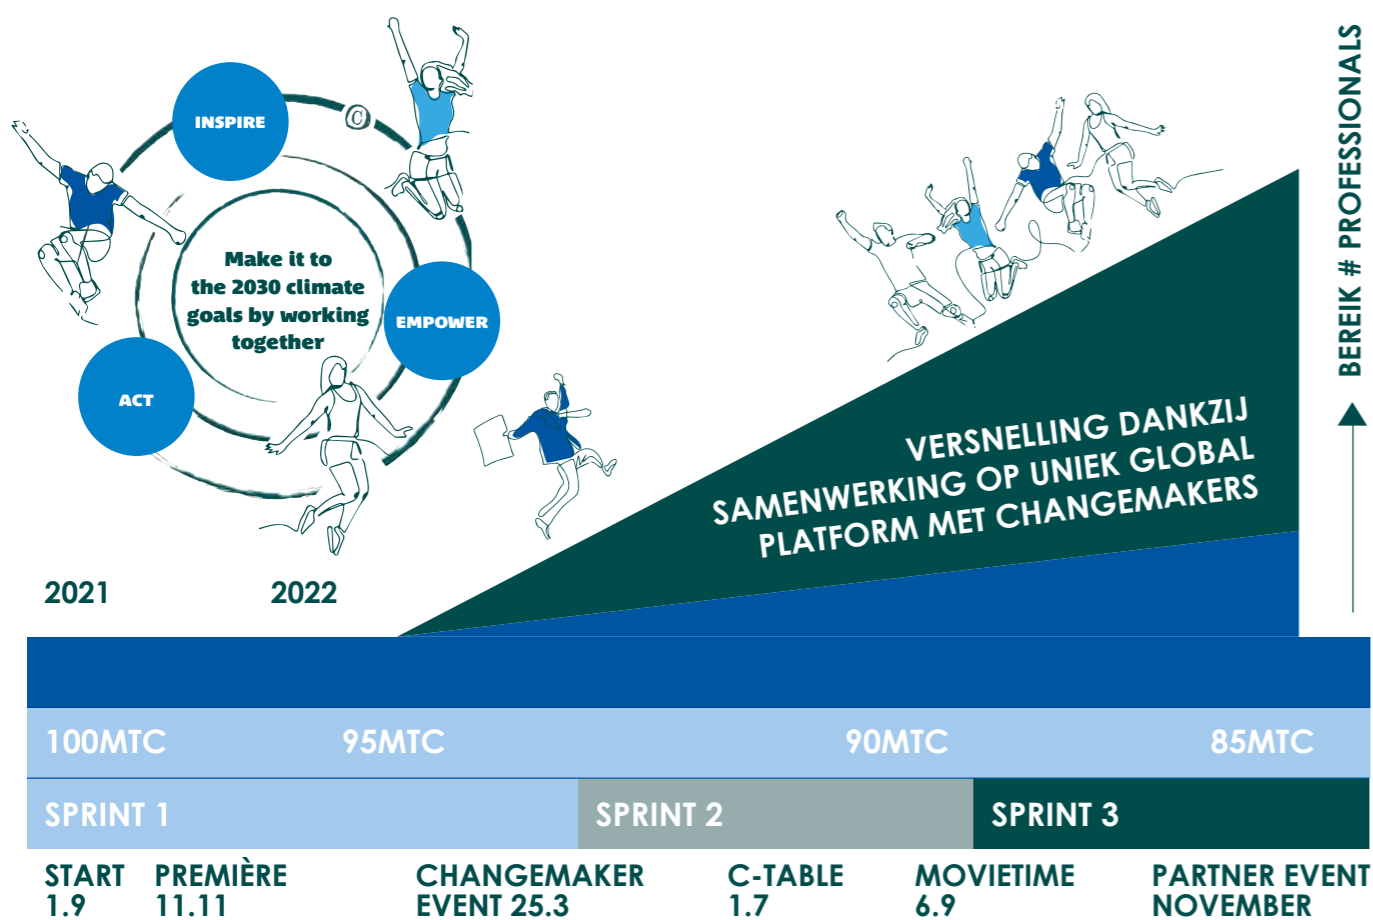 INSPIRE
©
Make it to
the 2030 climate
goals by working
together
EMPOWER
ACT
BEREIK # PROFESSIONALS
VERSNELLING DANKZIJ
SAMENWERKING OP UNIEK GLOBAL
PLATFORM MET CHANGEMAKERS
2021 2022
100MTC 95MTC 90MTC 85MTC
SPRINT 1 SPRINT 2 SPRINT 3
START PREMIÈRE CHANGEMAKER C-TABLE MOVIETIME PARTNER EVENT
1.9 11.11 EVENT 25.3 1.7 6.9 NOVEMBER